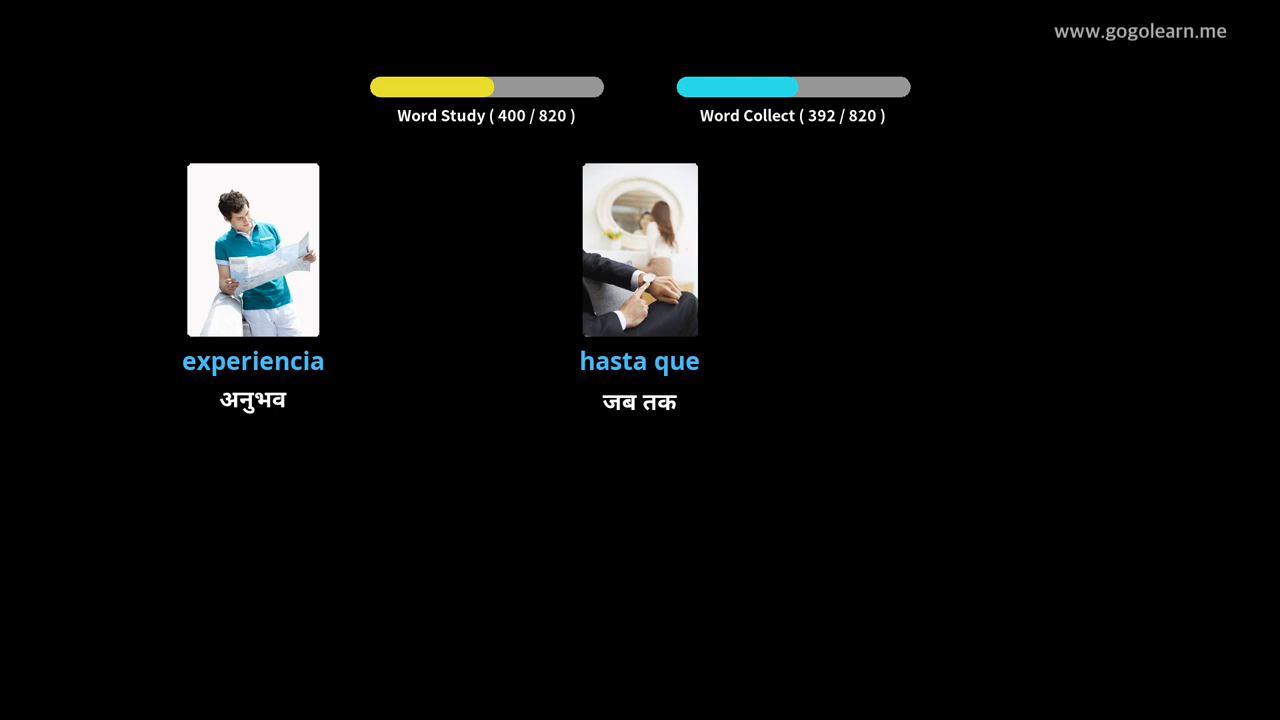 www.gogolearn.me
Word Study ( 400 / 820 )
Word Collect ( 392 / 820 )
experiencia
अनुभव
hasta que
जब तक